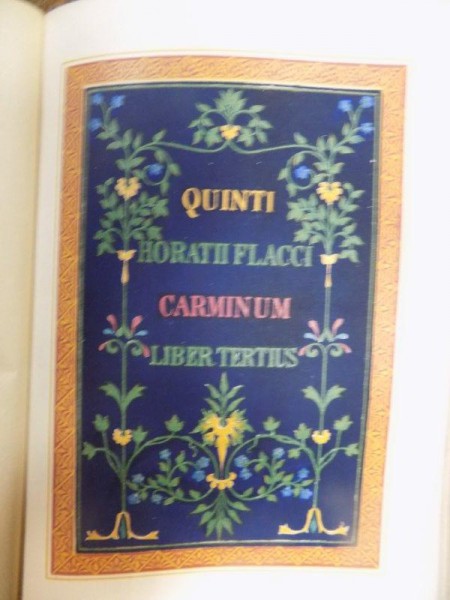 QUINTI
HORATII FLACCI
CARMINUM
LIBER TERTIUS